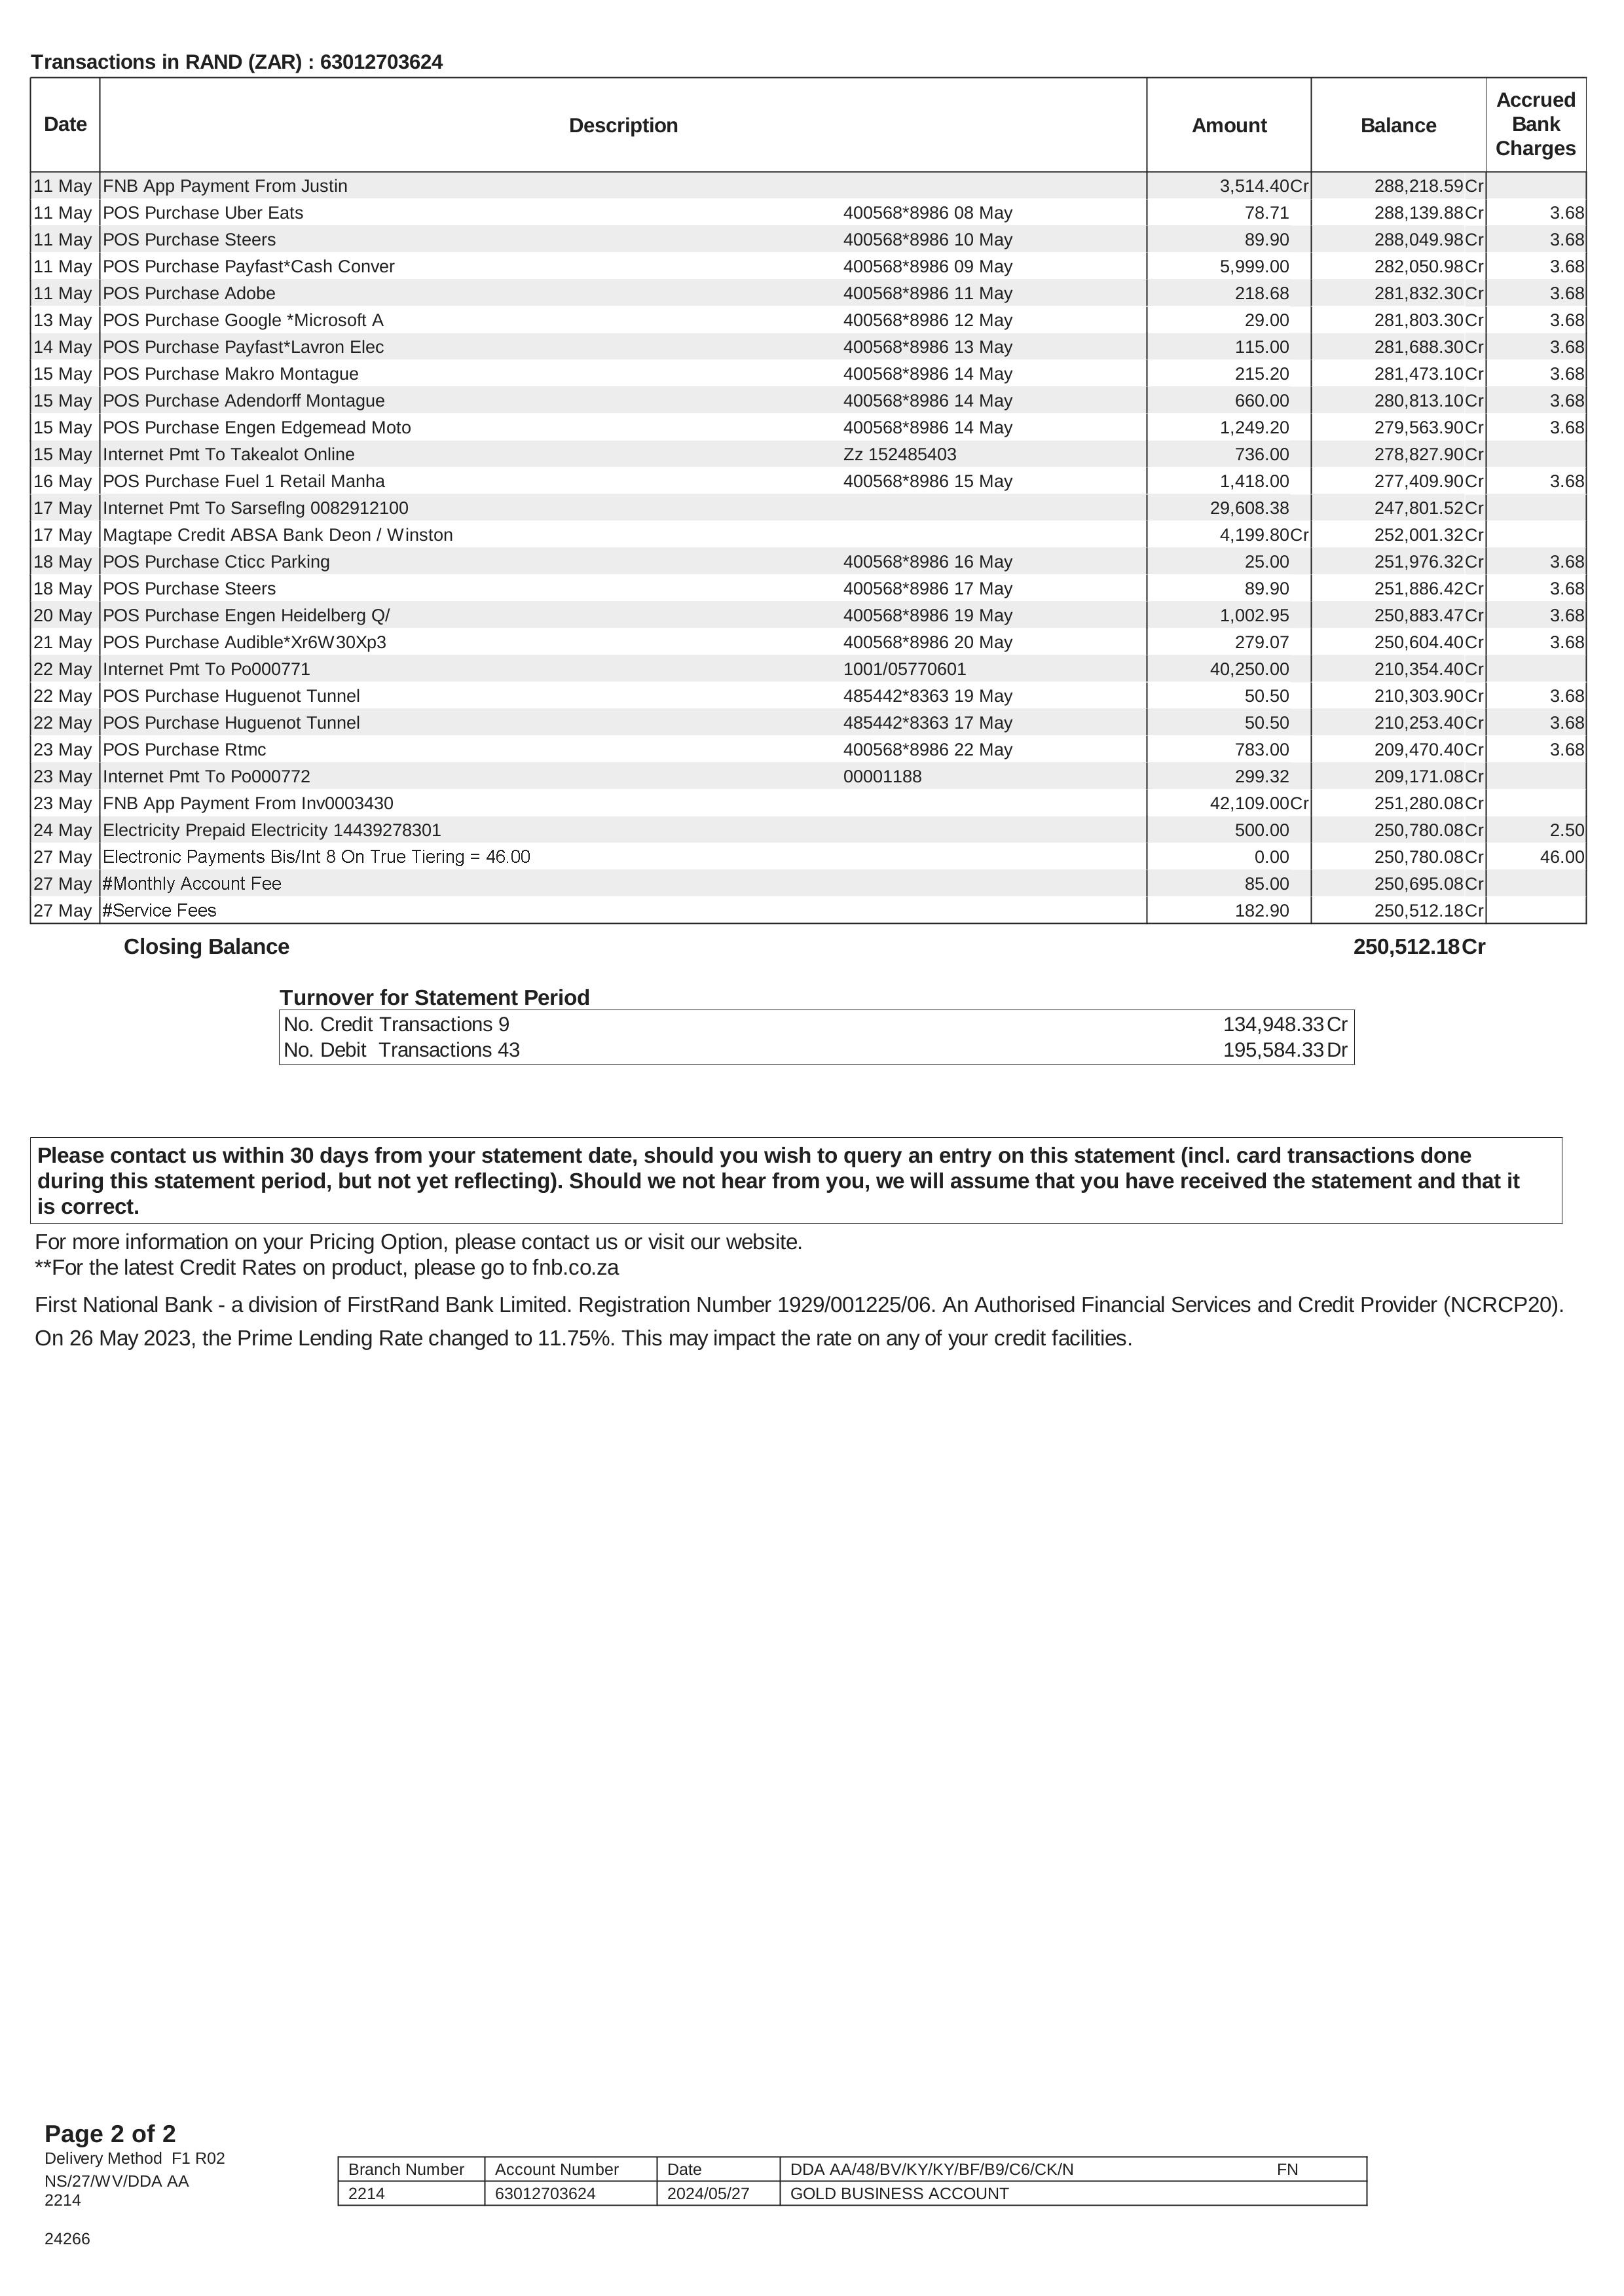 Transactions in RAND (ZAR) : 63012703624
Date Description Amount Balance Accrued Bank Charges
11 May FNB App Payment From Justin 3,514.40Cr 288,218.59Cr
11 May POS Purchase Uber Eats 400568*8986 08 May 78.71 288,139.88Cr 3.68
11 May POS Purchase Steers 400568*8986 10 May 89.90 288,049.98Cr 3.68
11 May POS Purchase Payfast*Cash Conver 400568*8986 09 May 5,999.00 282,050.98Cr 3.68
11 May POS Purchase Adobe 400568*8986 11 May 218.68 281,832.30Cr 3.68
13 May POS Purchase Google *Microsoft A 400568*8986 12 May 29.00 281,803.30Cr 3.68
14 May POS Purchase Payfast*Lavron Elec 400568*8986 13 May 115.00 281,688.30Cr 3.68
15 May POS Purchase Makro Montague 400568*8986 14 May 215.20 281,473.10Cr 3.68
15 May POS Purchase Adendorff Montague 400568*8986 14 May 660.00 280,813.10Cr 3.68
15 May POS Purchase Engen Edgemead Moto 400568*8986 14 May 1,249.20 279,563.90Cr 3.68
15 May Internet Pmt To Takealot Online Zz 152485403 736.00 278,827.90Cr
16 May POS Purchase Fuel 1 Retail Manha 400568*8986 15 May 1,418.00 277,409.90Cr 3.68
17 May Internet Pmt To Sarseflng 0082912100 29,608.38 247,801.52Cr
17 May Magtape Credit ABSA Bank Deon / Winston 4,199.80Cr 252,001.32Cr
18 May POS Purchase Cticc Parking 400568*8986 16 May 25.00 251,976.32Cr 3.68
18 May POS Purchase Steers 400568*8986 17 May 89.90 251,886.42Cr 3.68
20 May POS Purchase Engen Heidelberg Q/ 400568*8986 19 May 1,002.95 250,883.47Cr 3.68
21 May POS Purchase Audible*Xr6W30Xp3 400568*8986 20 May 279.07 250,604.40Cr 3.68
22 May Internet Pmt To Po000771 1001/05770601 40,250.00 210,354.40Cr
22 May POS Purchase Huguenot Tunnel 485442*8363 19 May 50.50 210,303.90Cr 3.68
22 May POS Purchase Huguenot Tunnel 485442*8363 17 May 50.50 210,253.40Cr 3.68
23 May POS Purchase Rtmc 400568*8986 22 May 783.00 209,470.40Cr 3.68
23 May Internet Pmt To Po000772 00001188 299.32 209,171.08Cr
23 May FNB App Payment From Inv0003430 42,109.00Cr 251,280.08Cr
24 May Electricity Prepaid Electricity 14439278301 500.00 250,780.08Cr 2.50
27 May Electronic Payments Bis/Int 8 On True Tiering = 46.00 0.00 250,780.08Cr 46.00
27 May #Monthly Account Fee 85.00 250,695.08Cr
27 May #Service Fees 182.90 250,512.18Cr
Closing Balance 250,512.18Cr
Turnover for Statement Period
No. Credit Transactions 9 134,948.33Cr
No. Debit Transactions 43 195,584.33Dr
Please contact us within 30 days from your statement date, should you wish to query an entry on this statement (incl. card transactions done
during this statement period, but not yet reflecting). Should we not hear from you, we will assume that you have received the statement and that it
is correct.
For more information on your Pricing Option, please contact us or visit our website.
**For the latest Credit Rates on product, please go to fnb.co.za
First National Bank - a division of FirstRand Bank Limited. Registration Number 1929/001225/06. An Authorised Financial Services and Credit Provider (NCRCP20).
On 26 May 2023, the Prime Lending Rate changed to 11.75%. This may impact the rate on any of your credit facilities.
Page 2 of 2
Delivery Method F1 R02
NS/27/WV/DDA AA
2214
24266
Branch Number Account Number Date DDA AA/48/BV/KY/KY/BF/B9/C6/CK/N FN
2214 63012703624 2024/05/27 GOLD BUSINESS ACCOUNT